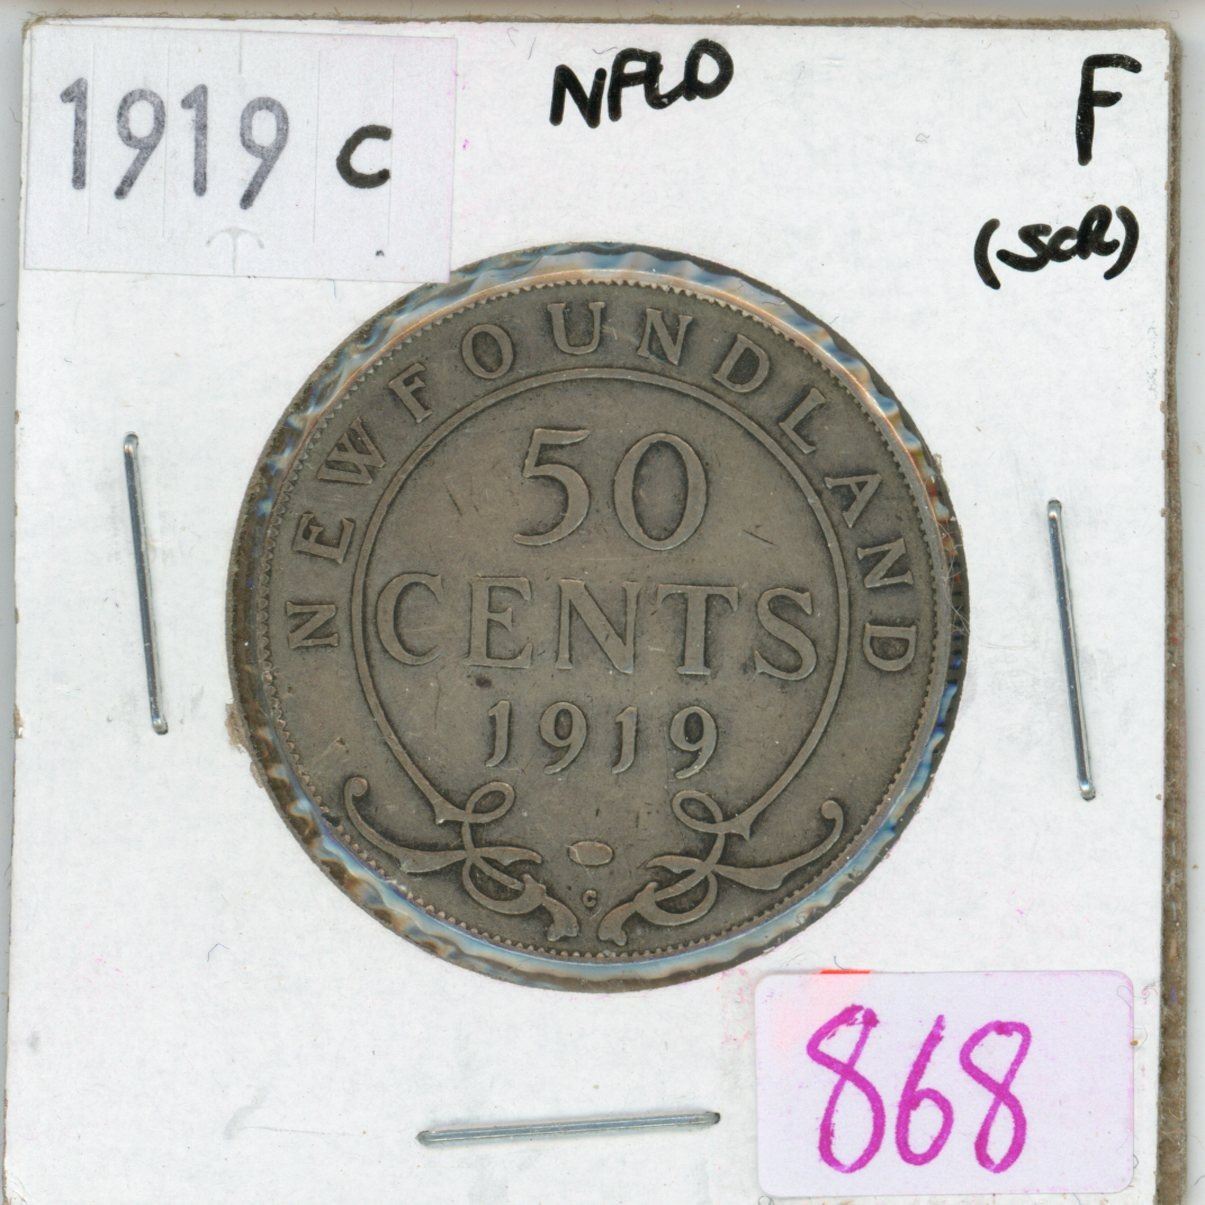 1919 C
NFLD
F
(SCR)
NEWFOUNDLAND
50
CENTS
1919
C
868